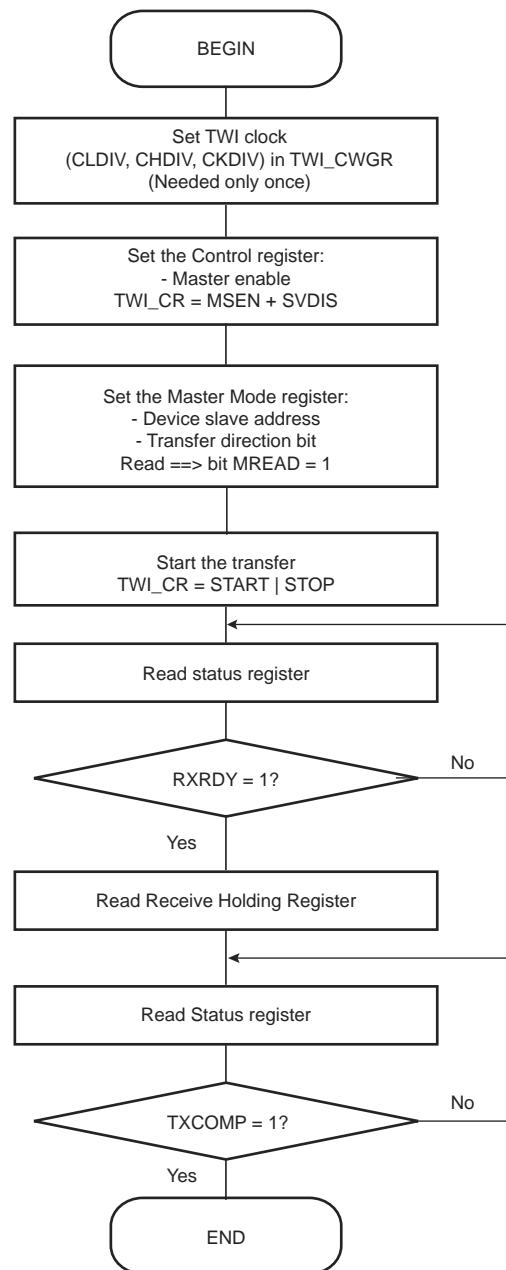 BEGIN
Set TWI clock
(CLDIV, CHDIV, CKDIV) in TWI_CWGR
(Needed only once)
Set the Control register:
- Master enable
TWI_CR = MSEN + SVDIS
Set the Master Mode register:
- Device slave address
- Transfer direction bit
Read ==> bit MREAD = 1
Start the transfer
TWI_CR = START | STOP
Read status register
RXRDY = 1?
No
Yes
Read Receive Holding Register
Read Status register
TXCOMP = 1?
No
Yes
END